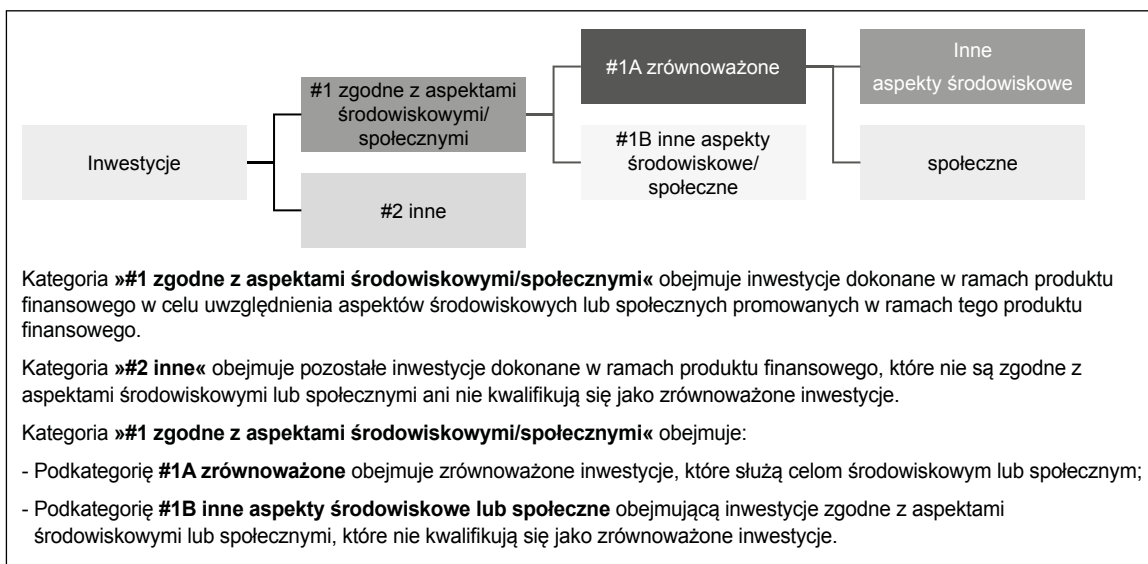 Inwestycje
#1 zgodne z aspektami
środowiskowymi/
społecznymi
#2 inne
#1A zrównoważone
#1B inne aspekty
środowiskowe/
społeczne
Inne
aspekty środowiskowe
społeczne
Kategoria »#1 zgodne z aspektami środowiskowymi/społecznymi« obejmuje inwestycje dokonane w ramach produktu
finansowego w celu uwzględnienia aspektów środowiskowych lub społecznych promowanych w ramach tego produktu
finansowego.
Kategoria »#2 inne« obejmuje pozostałe inwestycje dokonane w ramach produktu finansowego, które nie są zgodne z
aspektami środowiskowymi lub społecznymi ani nie kwalifikują się jako zrównoważone inwestycje.
Kategoria »#1 zgodne z aspektami środowiskowymi/społecznymi« obejmuje:
- Podkategorię #1A zrównoważone obejmuje zrównoważone inwestycje, które służą celom środowiskowym lub społecznym;
- Podkategorię #1B inne aspekty środowiskowe lub społeczne obejmującą inwestycje zgodne z aspektami
środowiskowymi lub społecznymi, które nie kwalifikują się jako zrównoważone inwestycje.